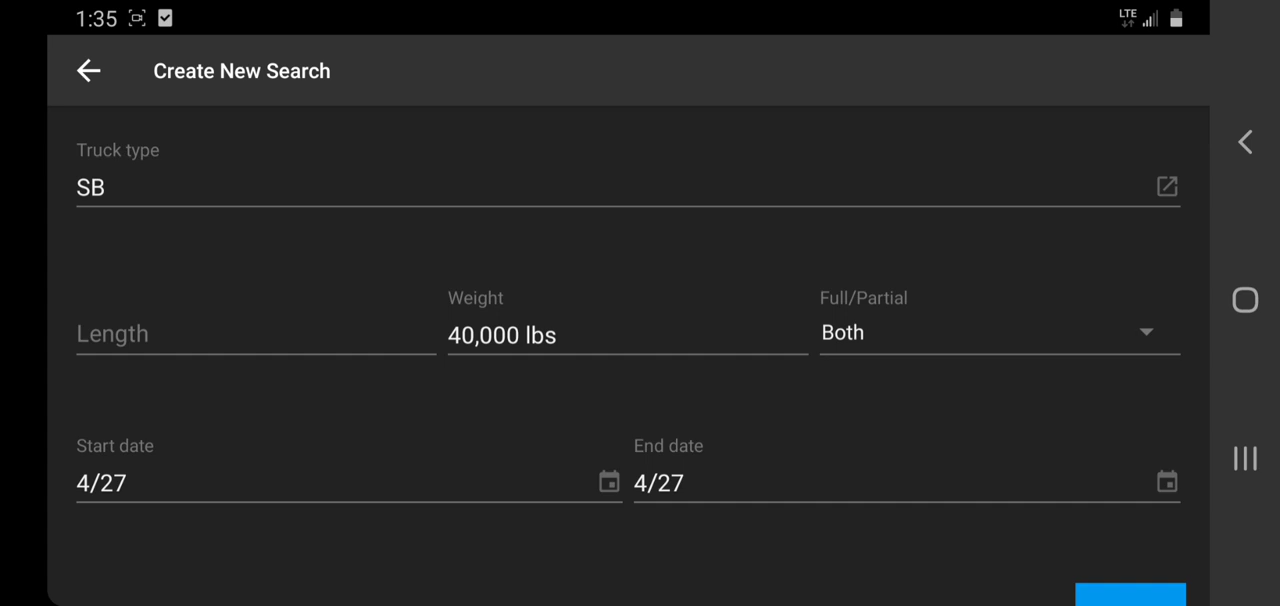 1:35
LTE
Create New Search
Truck type
SB
Weight
Full/Partial
Length
40,000 lbs
Both
Start date
End date
4/27
4/27